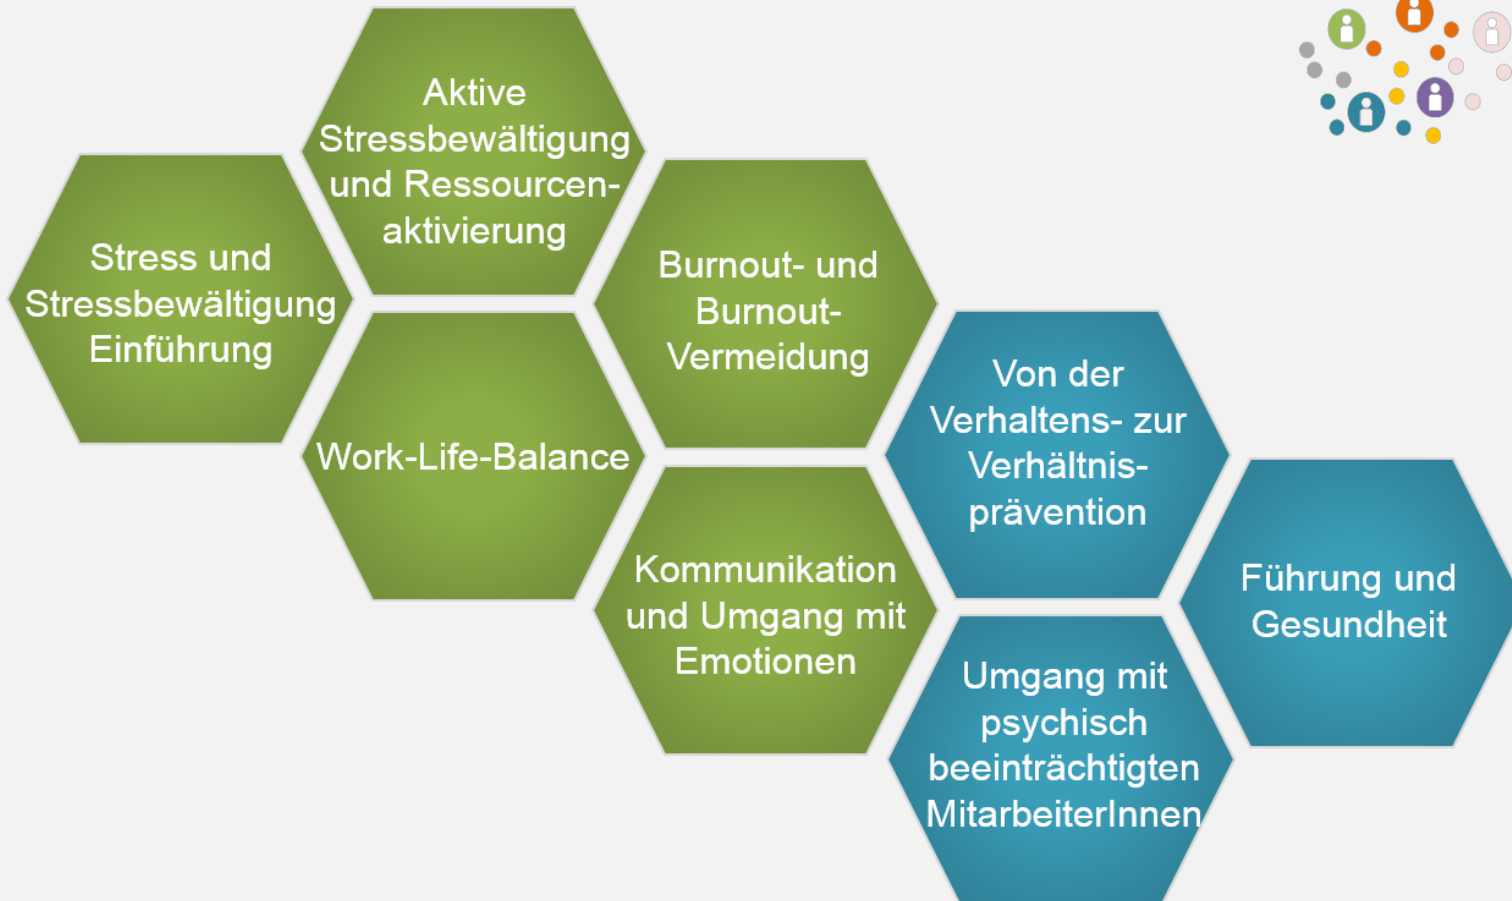 Stress und
Stressbewältigung
Einführung
Aktive
Stressbewältigung
und Ressourcen-
aktivierung
Work-Life-Balance
Burnout- und
Burnout-
Vermeidung
Kommunikation
und Umgang mit
Emotionen
Von der
Verhaltens- zur
Verhältnis-
prävention
Umgang mit
psychisch
beeinträchtigten
MitarbeiterInnen
Führung und
Gesundheit